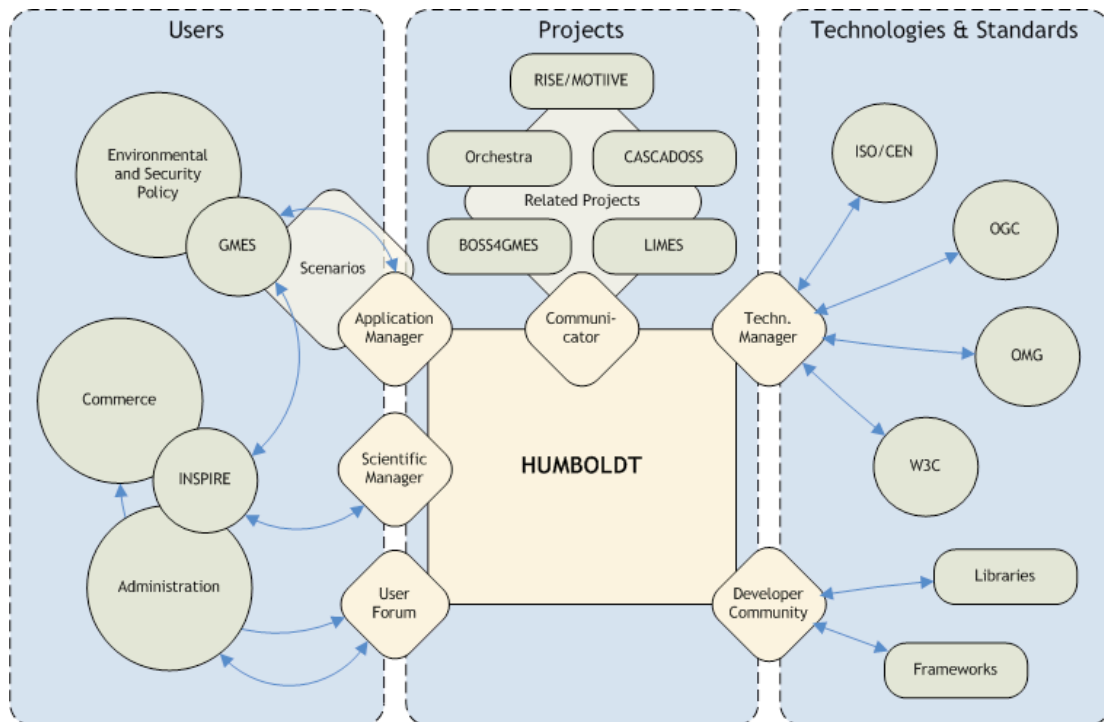 Users
Projects
Technologies & Standards
Environmental
and Security
Policy
GMES
Scenarios
Application
Manager
Commerce
INSPIRE
Scientific
Manager
Administration
User
Forum
RISE/MOTIIVE
Orchestra
CASCADOSS
Related Projects
BOSS4GMES
LIMES
Communi-
cator
HUMBOLDT
Techn.
Manager
Developer
Community
ISO/CEN
OGC
OMG
W3C
Libraries
Frameworks